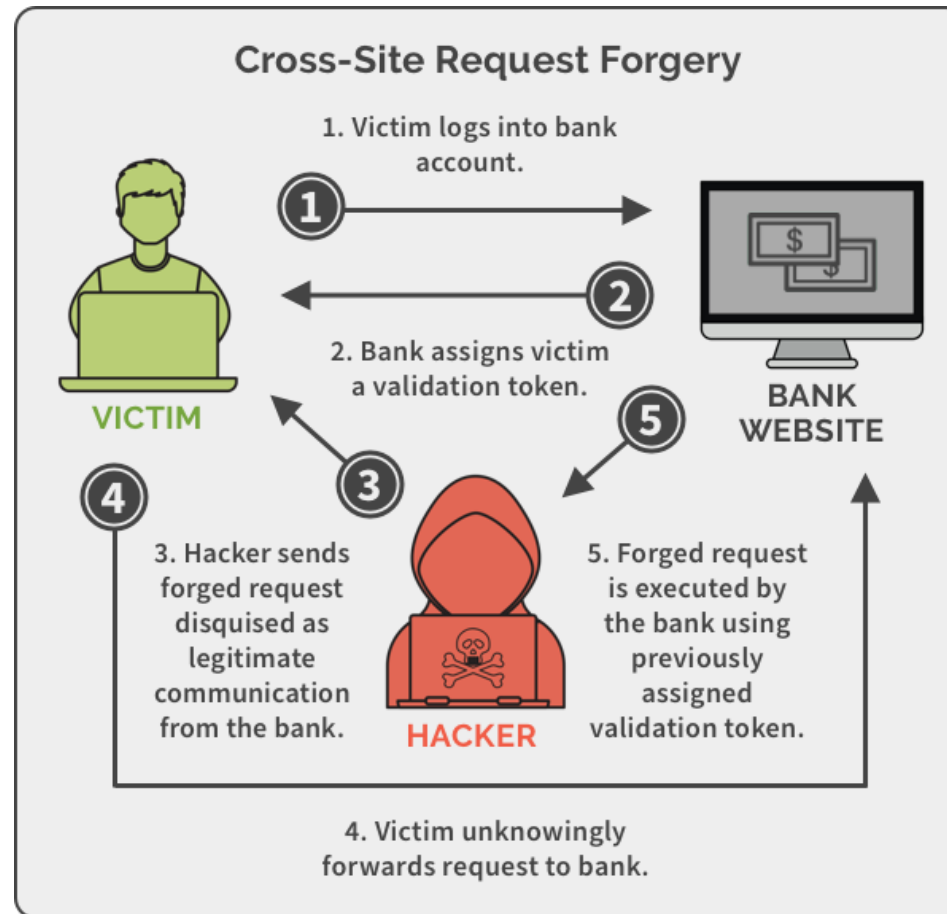 Cross-Site Request Forgery
1. Victim logs into bank
account.
1
2
2. Bank assigns victim
a validation token.
$
$
BANK
WEBSITE
VICTIM
5
3
4
3. Hacker sends
forged request
disquised as
legitimate
communication
from the bank.
HACKER
5. Forged request
is executed by
the bank using
previously
assigned
validation token.
4. Victim unknowingly
forwards request to bank.